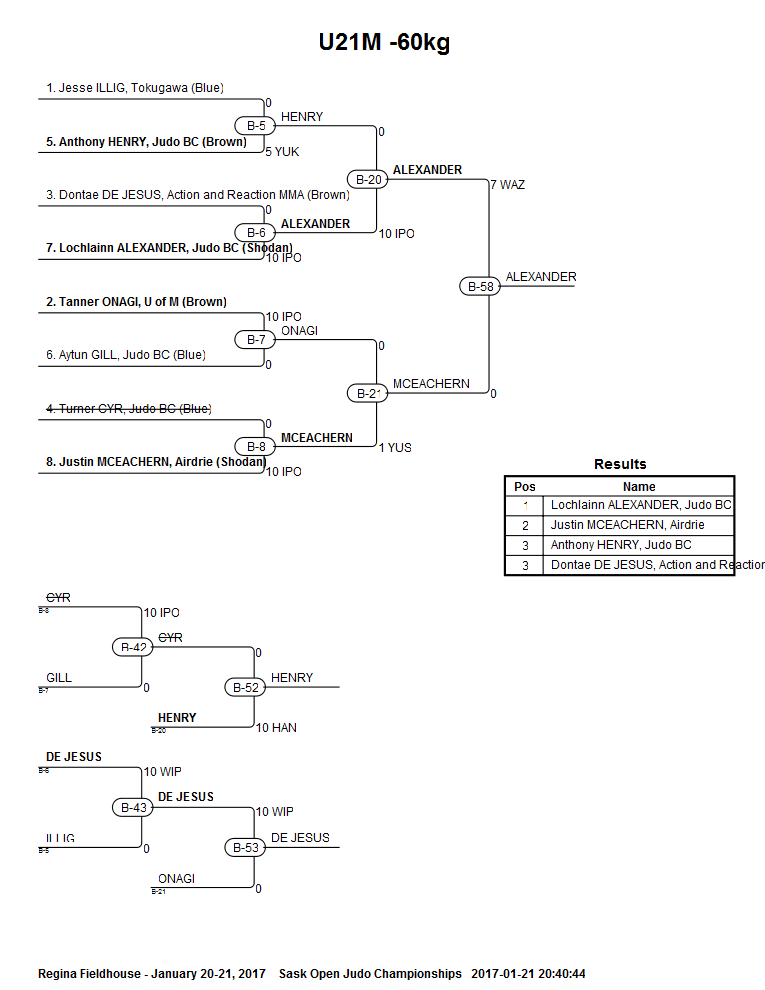 U21M -60kg
1. Jesse ILLIG, Tokugawa (Blue)
0
B-5
HENRY
5. Anthony HENRY, Judo BC (Brown)
5 YUK
0
B-20
ALEXANDER
3. Dontae DE JESUS, Action and Reaction MMA (Brown)
0
B-6
ALEXANDER
10 IPO
7. Lochlainn ALEXANDER, Judo BC (Shodan)
10 IPO
7 WAZ
B-58
ALEXANDER
2. Tanner ONAGI, U of M (Brown)
10 IPO
B-7
ONAGI
6. Aytun GILL, Judo BC (Blue)
0
0
B-21
MCEACHERN
0
4. Turner CYR, Judo BC (Blue)
0
B-8
MCEACHERN
1 YUS
8. Justin MCEACHERN, Airdrie (Shodan)
10 IPO
Results
Pos Name
1 Lochlainn ALEXANDER, Judo BC
2 Justin MCEACHERN, Airdrie
3 Anthony HENRY, Judo BC
3 Dontae DE JESUS, Action and Reaction
CYR
B-8
10 IPO
B-42
CYR
GILL
B-7
0
0
B-52
HENRY
HENRY
B-20
10 HAN
DE JESUS
B-6
10 WIP
B-43
DE JESUS
ILLIG
B-5
0
10 WIP
B-53
DE JESUS
ONAGI
B-21
0
Regina Fieldhouse - January 20-21, 2017 Sask Open Judo Championships 2017-01-21 20:40:44